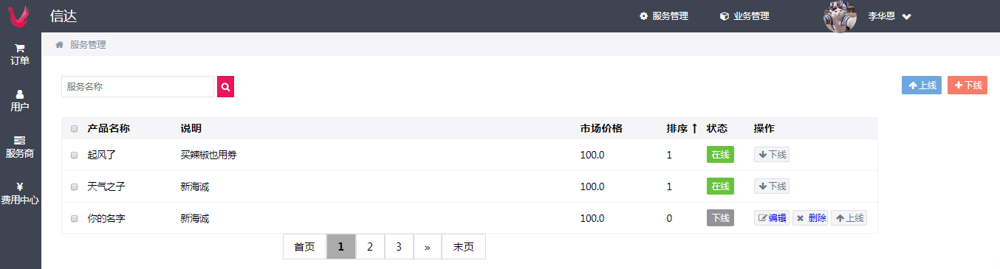 信达
服务管理
业务管理
李华恩
订单
用户
服务商
费用中心
服务管理
服务名称
上线
下线
产品名称 说明 市场价格 排序 状态 操作
起风了 买辣椒也用券 100.0 1 在线 下线
天气之子 新海诚 100.0 1 在线 下线
你的名字 新海诚 100.0 0 下线 编辑 删除 上线
首页 1 2 3 » 末页